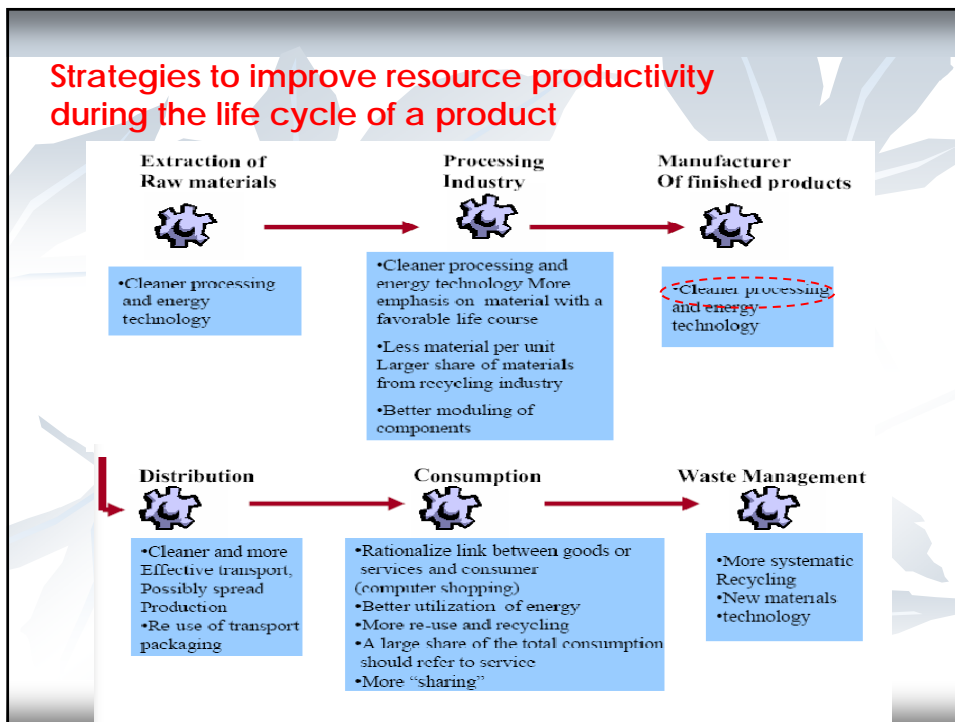 Strategies to improve resource productivity
during the life cycle of a product
Extraction of
Raw materials
Processing
Industry
Manufacturer
Of finished products
•Cleaner processing
and energy
technology
•Cleaner processing and
energy technology More
emphasis on material with a
favorable life course
•Less material per unit
Larger share of materials
from recycling industry
•Better moduling of
components
•Cleaner processing
and energy
technology
Distribution
Consumption
Waste Management
•Cleaner and more
Effective transport,
Possibly spread
Production
•Re use of transport
packaging
•Rationalize link between goods or
services and consumer
(computer shopping)
•Better utilization of energy
•More re-use and recycling
•A large share of the total consumption
should refer to service
•More “sharing”
•More systematic
Recycling
•New materials
•technology